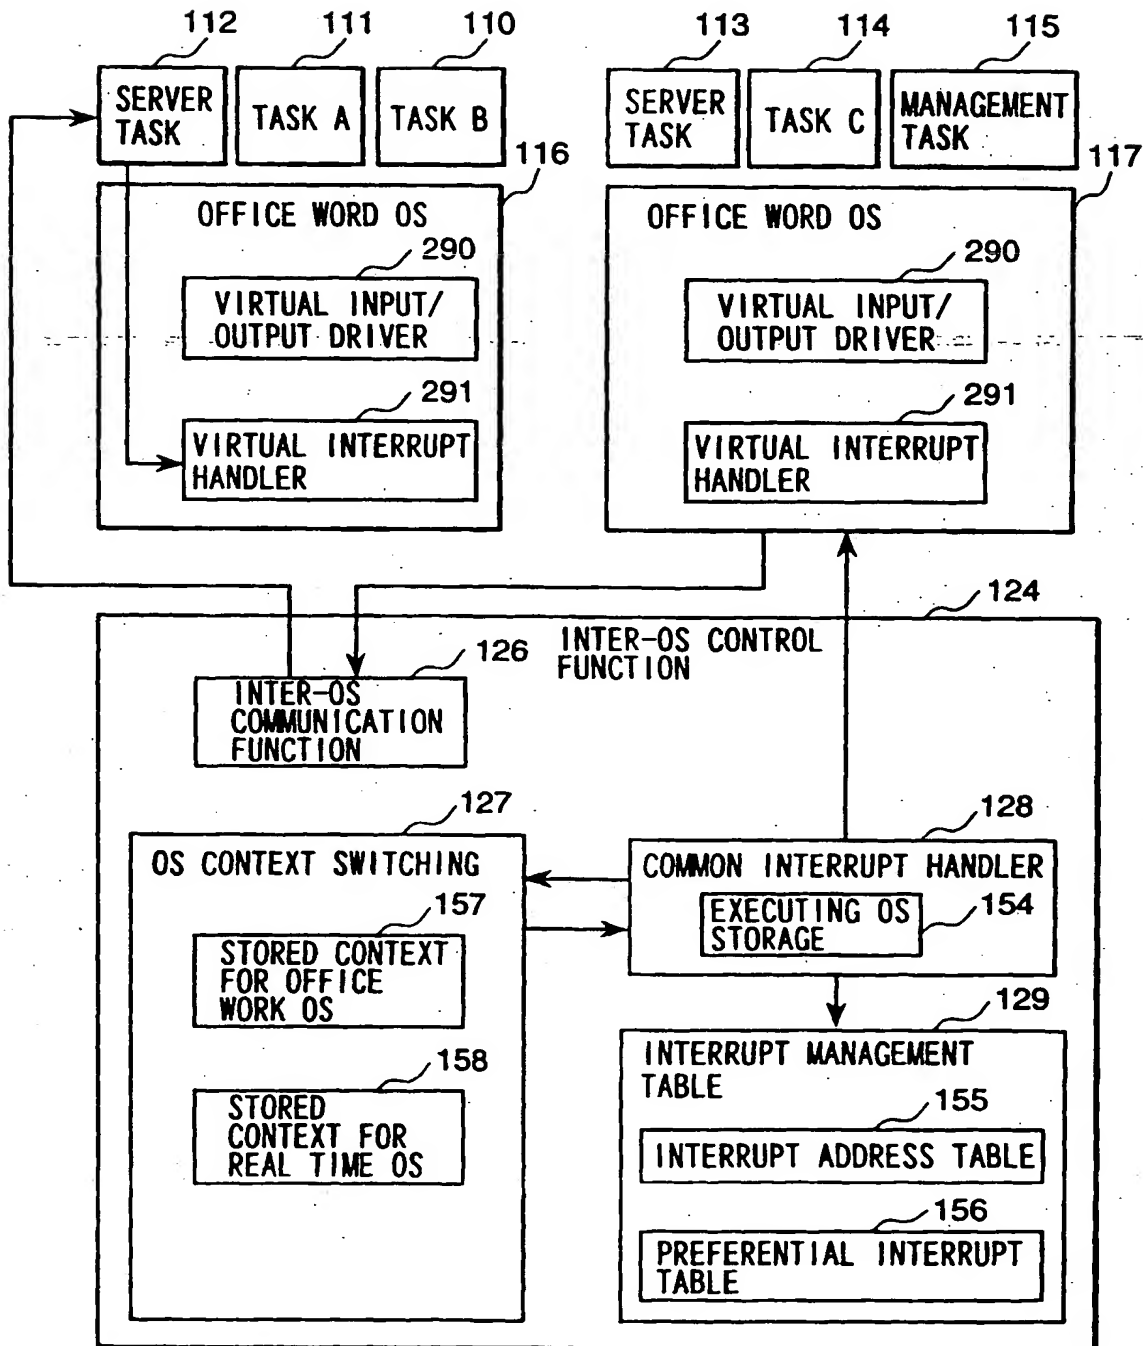 112 111 110 113 114 115
SERVER TASK
TASK A
TASK B
SERVER TASK
TASK C
MANAGEMENT TASK
116
117
OFFICE WORD OS
290
VIRTUAL INPUT/
OUTPUT DRIVER
291
VIRTUAL INTERRUPT
HANDLER
OFFICE WORD OS
290
VIRTUAL INPUT/
OUTPUT DRIVER
291
VIRTUAL INTERRUPT
HANDLER
124
INTER-OS CONTROL
FUNCTION
126
INTER-OS
COMMUNICATION
FUNCTION
127
OS CONTEXT SWITCHING
157
STORED CONTEXT
FOR OFFICE
WORK OS
158
STORED
CONTEXT FOR
REAL TIME OS
128
COMMON INTERRUPT HANDLER
EXECUTING OS
STORAGE
154
129
INTERRUPT MANAGEMENT
TABLE
155
INTERRUPT ADDRESS TABLE
156
PREFERENTIAL INTERRUPT
TABLE